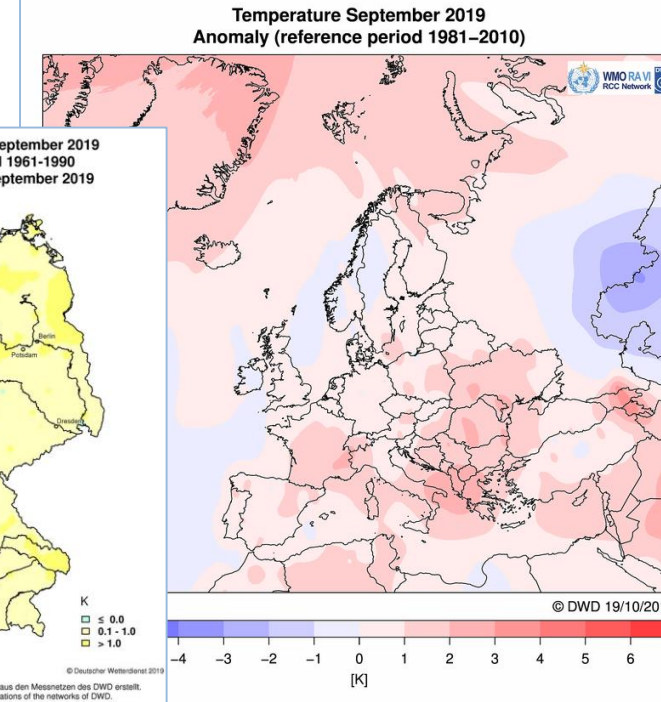 Temperature September 2019
Anomaly (reference period 1981–2010)
WMO RA VI
RCC Network
eptember 2019
l 1961-1990
eptember 2019
Berlin
Potsdam
Dresden
K
≤ 0.0
0.1 - 1.0
> 1.0
© Deutscher Wetterdienst 2019
aus den Messnetzen des DWD erstellt.
ations of the networks of DWD.
© DWD 19/10/20
−4 −3 −2 −1 0 1 2 3 4 5 6
[K]